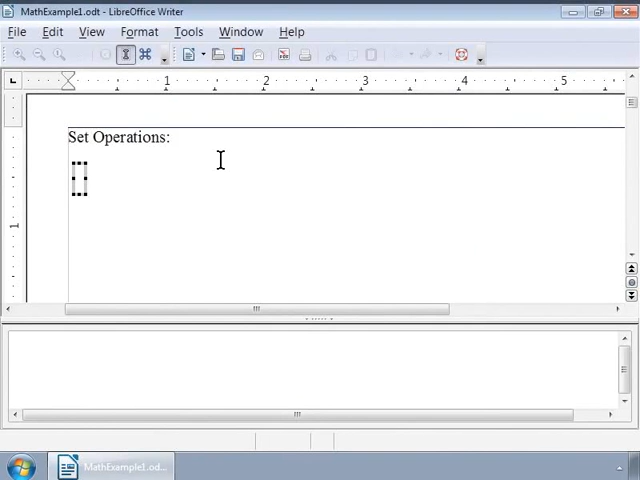 MathExample1.odt - LibreOffice Writer
File Edit View Format Tools Window Help
1 2 3 4 5
Set Operations:
1
MathExample1.od...